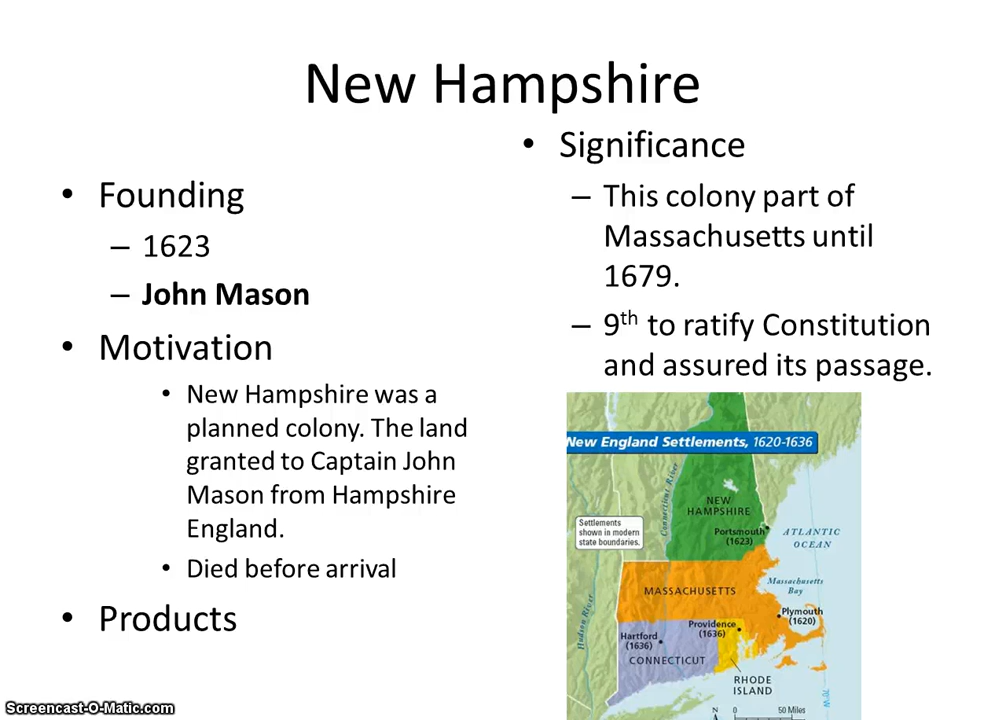 New Hampshire
• Founding
– 1623
– John Mason
• Motivation
• New Hampshire was a
planned colony. The land
granted to Captain John
Mason from Hampshire
England.
• Died before arrival
• Products
• Significance
– This colony part of
Massachusetts until
1679.
– 9th to ratify Constitution
and assured its passage.
New England Settlements, 1620-1636
Connecticut River
NEW
HAMPSHIRE
Settlements
shown in modern
state boundaries.
Portsmouth
(1623)
ATLANTIC
OCEAN
MASSACHUSETTS
Massachusetts
Bay
Hudson River
Plymouth
(1620)
Providence
(1636)
Hartford
(1636)
CONNECTICUT
RHODE
ISLAND
70°W
N
0 50 Miles
Screencast-O-Matic.com